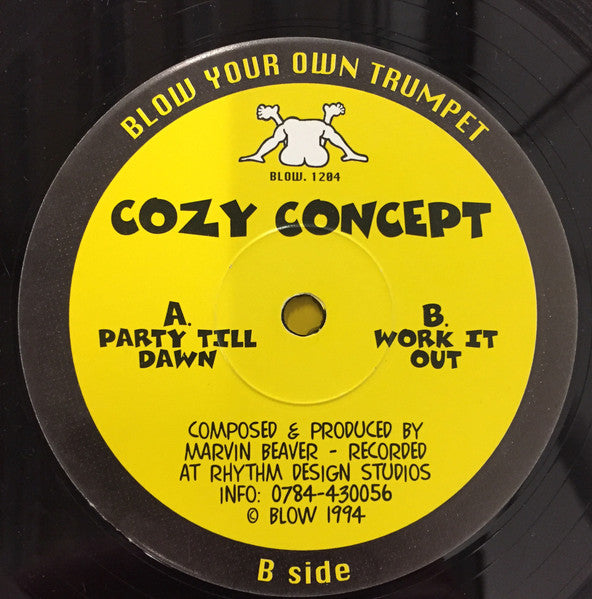 BLOW YOUR OWN TRUMPET
BLOW. 1204
COZY CONCEPT
A.
PARTY TILL
DAWN
B.
WORK IT
OUT
COMPOSED & PRODUCED BY
MARVIN BEAVER - RECORDED
AT RHYTHM DESIGN STUDIOS
INFO: 0784-430056
© BLOW 1994
B side